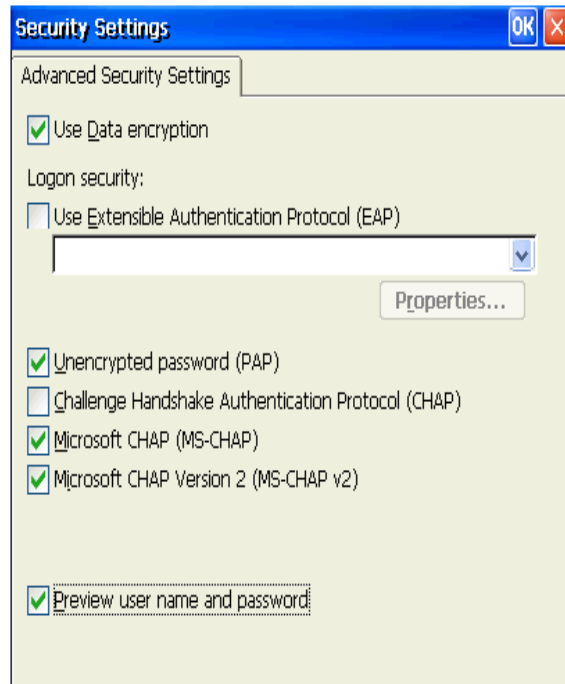 Security Settings OK
Advanced Security Settings
Use Data encryption
Logon security:
Use Extensible Authentication Protocol (EAP)
Properties...
Unencrypted password (PAP)
Challenge Handshake Authentication Protocol (CHAP)
Microsoft CHAP (MS-CHAP)
Microsoft CHAP Version 2 (MS-CHAP v2)
Preview user name and password